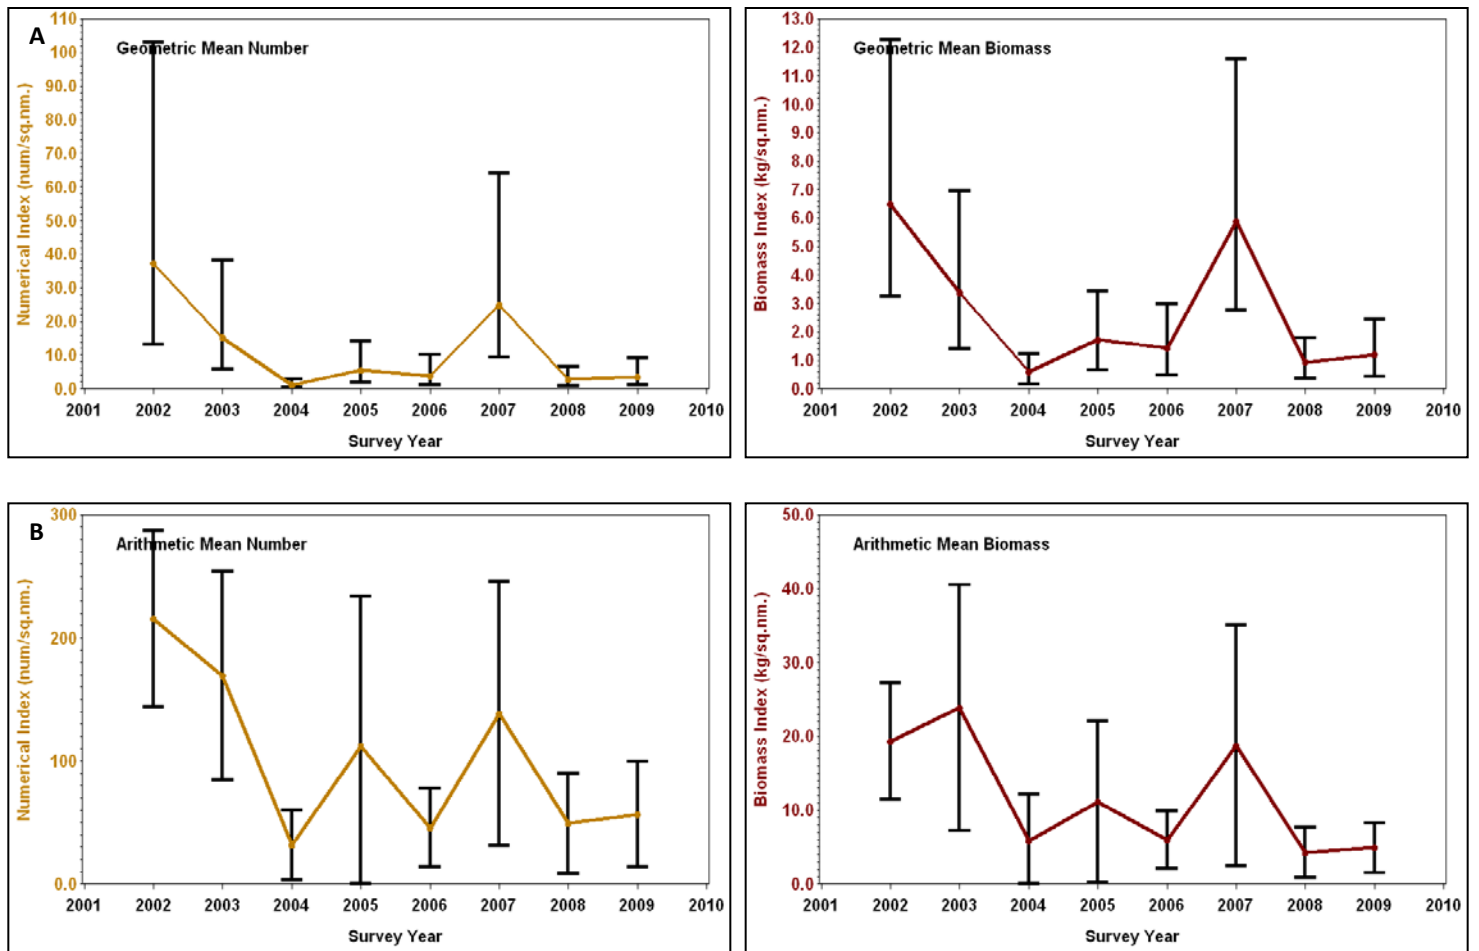 A
Geometric Mean Number
Numerical Index (num/sq.nm.)
110
100
90.0
80.0
70.0
60.0
50.0
40.0
30.0
20.0
10.0
0.0
2001 2002 2003 2004 2005 2006 2007 2008 2009 2010
Survey Year
Geometric Mean Biomass
Biomass Index (kg/sq.nm.)
13.0
12.0
11.0
10.0
9.0
8.0
7.0
6.0
5.0
4.0
3.0
2.0
1.0
0.0
2001 2002 2003 2004 2005 2006 2007 2008 2009 2010
Survey Year
B
Arithmetic Mean Number
Numerical Index (num/sq.nm.)
300
200
100
0.0
2001 2002 2003 2004 2005 2006 2007 2008 2009 2010
Survey Year
Arithmetic Mean Biomass
Biomass Index (kg/sq.nm.)
50.0
40.0
30.0
20.0
10.0
0.0
2001 2002 2003 2004 2005 2006 2007 2008 2009 2010
Survey Year